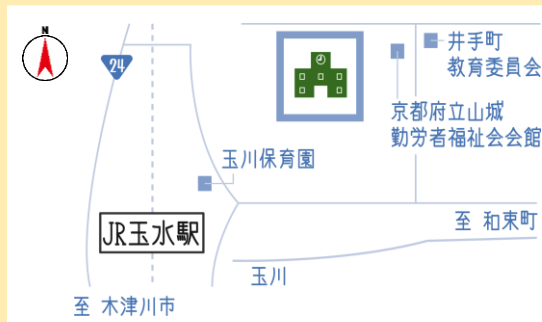 N
24
井手町
教育委員会
京都府立山城
勤労者福祉会会館
玉川保育園
JR玉水駅
至 和束町
玉川
至 木津川市